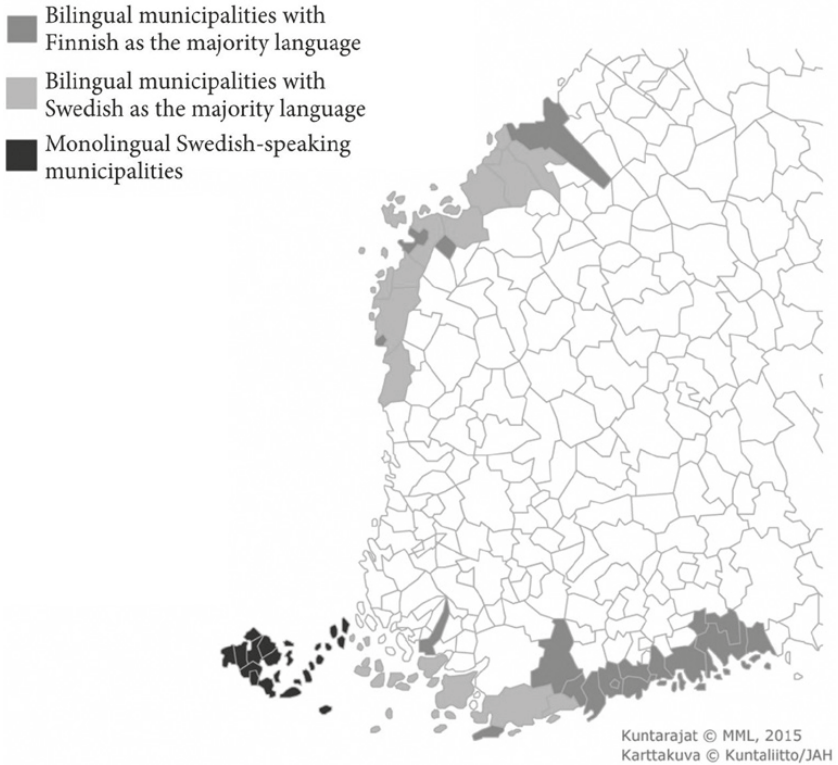 Bilingual municipalities with
Finnish as the majority language
Bilingual municipalities with
Swedish as the majority language
Monolingual Swedish-speaking
municipalities
Kuntarajat © MML, 2015
Karttakuva © Kuntaliitto/JAH